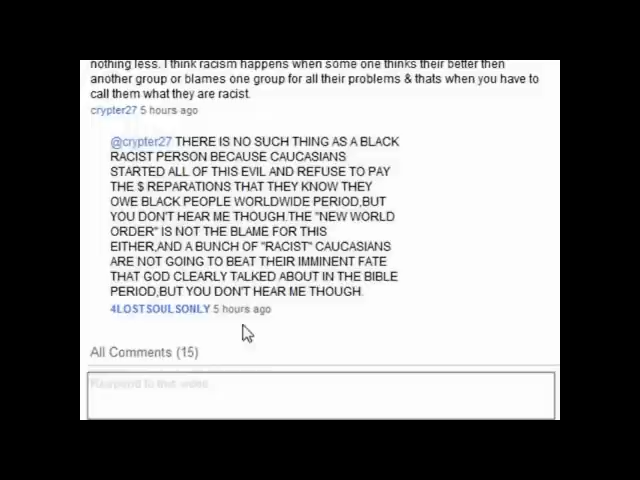 nothing less. I think racism happens when some one thinks their better then
another group or blames one group for all their problems & thats when you have to
call them what they are racist.
crypter27 5 hours ago
@crypter27 THERE IS NO SUCH THING AS A BLACK
RACIST PERSON BECAUSE CAUCASIANS
STARTED ALL OF THIS EVIL AND REFUSE TO PAY
THE $ REPARATIONS THAT THEY KNOW THEY
OWE BLACK PEOPLE WORLDWIDE PERIOD,BUT
YOU DON'T HEAR ME THOUGH.THE "NEW WORLD
ORDER" IS NOT THE BLAME FOR THIS
EITHER,AND A BUNCH OF "RACIST" CAUCASIANS
ARE NOT GOING TO BEAT THEIR IMMINENT FATE
THAT GOD CLEARLY TALKED ABOUT IN THE BIBLE
PERIOD,BUT YOU DON'T HEAR ME THOUGH.
4LOSTSOULSONLY 5 hours ago
All Comments (15)
Respond to this video...